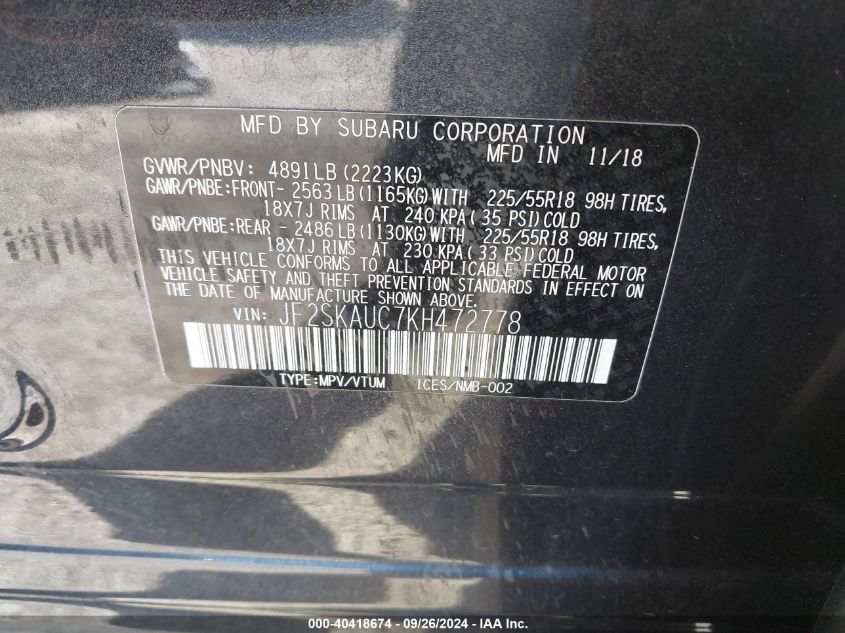 MFD BY SUBARU CORPORATION
MFD IN 11/18
GVWR/PNBV: 4891LB (2223KG)
GAWR/PNBE:FRONT- 2563 LB (1165KG) WITH 225/55R18 98H TIRES,
18X7J RIMS AT 240 KPA ( 35 PSI) COLD
GAWR/PNBE:REAR - 2486 LB (1130KG) WITH 225/55R18 98H TIRES,
18X7J RIMS AT 230 KPA ( 33 PSI) COLD
THIS VEHICLE CONFORMS TO ALL APPLICABLE FEDERAL MOTOR
VEHICLE SAFETY AND THEFT PREVENTION STANDARDS IN EFFECT ON
THE DATE OF MANUFACTURE SHOWN ABOVE.
VIN: JF2SKAUC7KH472778
TYPE:MPV/VTUM ICES/NMB-002
000-40418674 - 09/26/2024 - IAA Inc.